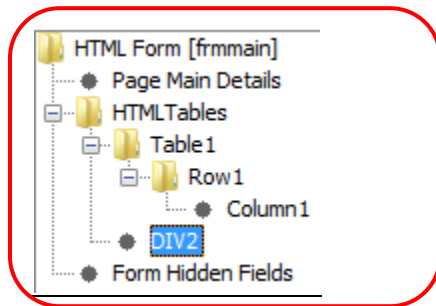 HTML Form [frmmain]
Page Main Details
HTMLTables
Table1
Row1
Column1
DIV2
Form Hidden Fields